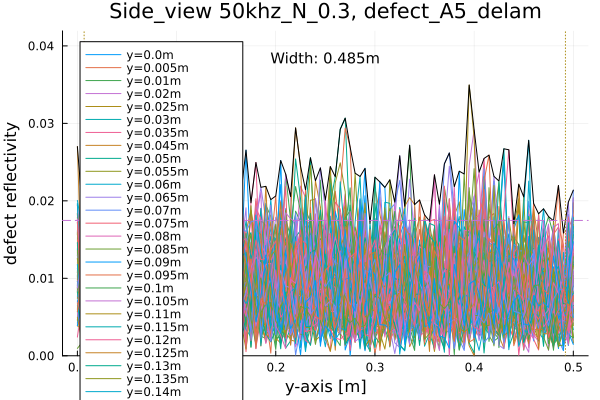 Side_view 50khz_N_0.3, defect_A5_delam
Width: 0.485m
defect reflectivity
0.04
0.03
0.02
0.01
0.00
y=0.0m
y=0.005m
y=0.01m
y=0.02m
y=0.025m
y=0.03m
y=0.035m
y=0.045m
y=0.05m
y=0.055m
y=0.06m
y=0.065m
y=0.07m
y=0.075m
y=0.08m
y=0.085m
y=0.09m
y=0.095m
y=0.1m
y=0.105m
y=0.11m
y=0.115m
y=0.12m
y=0.125m
y=0.13m
y=0.135m
y=0.14m
0.2 0.3 0.4 0.5
y-axis [m]